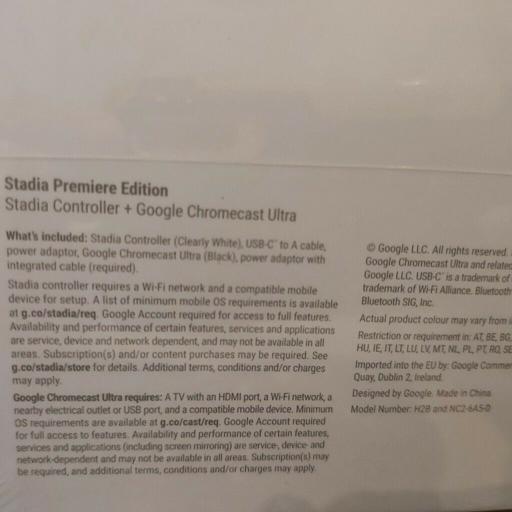 Stadia Premiere Edition
Stadia Controller + Google Chromecast Ultra
What's included: Stadia Controller (Clearly White), USB-C™ to A cable,
power adaptor, Google Chromecast Ultra (Black), power adaptor with
integrated cable (required).
Stadia controller requires a Wi-Fi network and a compatible mobile
device for setup. A list of minimum mobile OS requirements is available
at g.co/stadia/req. Google Account required for access to full features.
Availability and performance of certain features, services and applications
are service, device and network dependent, and may not be available in all
areas. Subscription(s) and/or content purchases may be required. See
g.co/stadia/store for details. Additional terms, conditions and/or charges
may apply.
Google Chromecast Ultra requires: A TV with an HDMI port, a Wi-Fi network, a
nearby electrical outlet or USB port, and a compatible mobile device. Minimum
OS requirements are available at g.co/cast/req. Google Account required
for full access to features. Availability and performance of certain features,
services and applications (including screen mirroring) are service-, device- and
network-dependent and may not be available in all areas. Subscription(s) may
be required, and additional terms, conditions and/or charges may apply.
© Google LLC. All rights reserved.
Google Chromecast Ultra and related
Google LLC. USB-C™ is a trademark of
trademark of Wi-Fi Alliance. Bluetooth
Bluetooth SIG, Inc.
Actual product colour may vary from
Restriction or requirement in: AT, BE, BG,
HU, IE, IT, LT, LU, LV, MT, NL, PL, PT, RO, SE
Imported into the EU by: Google Commer
Quay, Dublin 2, Ireland.
Designed by Google. Made in China.
Model Number: H2B and NC2-6A5-D